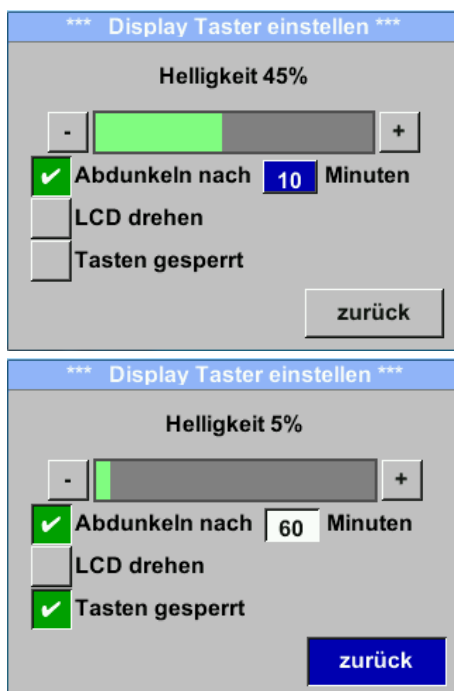 *** Display Taster einstellen ***
Helligkeit 45%
- +
Abdunkeln nach 10 Minuten
LCD drehen
Tasten gesperrt
zurück
*** Display Taster einstellen ***
Helligkeit 5%
- +
Abdunkeln nach 60 Minuten
LCD drehen
Tasten gesperrt
zurück